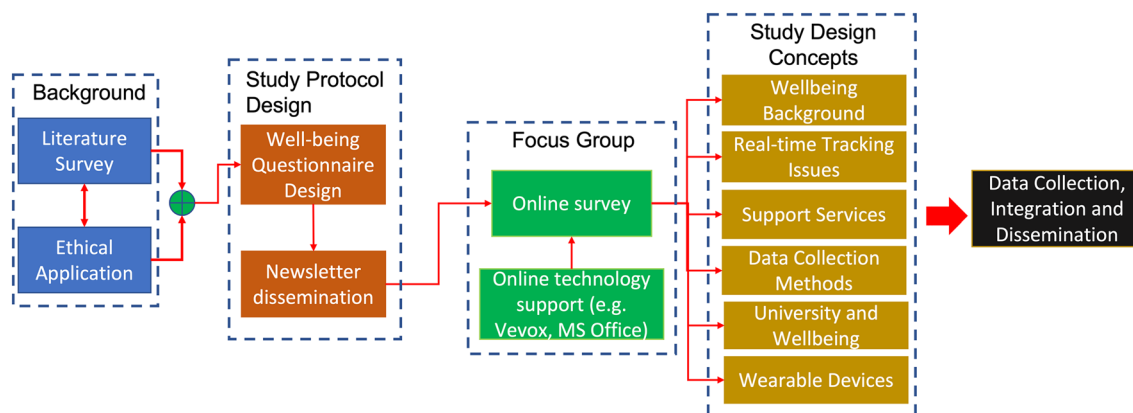 Background
Literature
Survey
Ethical
Application
Study Protocol
Design
Well-being
Questionnaire
Design
Newsletter
dissemination
Focus Group
Online survey
Online technology
support (e.g.
Vevox, MS Office)
Study Design
Concepts
Wellbeing
Background
Real-time Tracking
Issues
Support Services
Data Collection
Methods
University and
Wellbeing
Wearable Devices
Data Collection,
Integration and
Dissemination